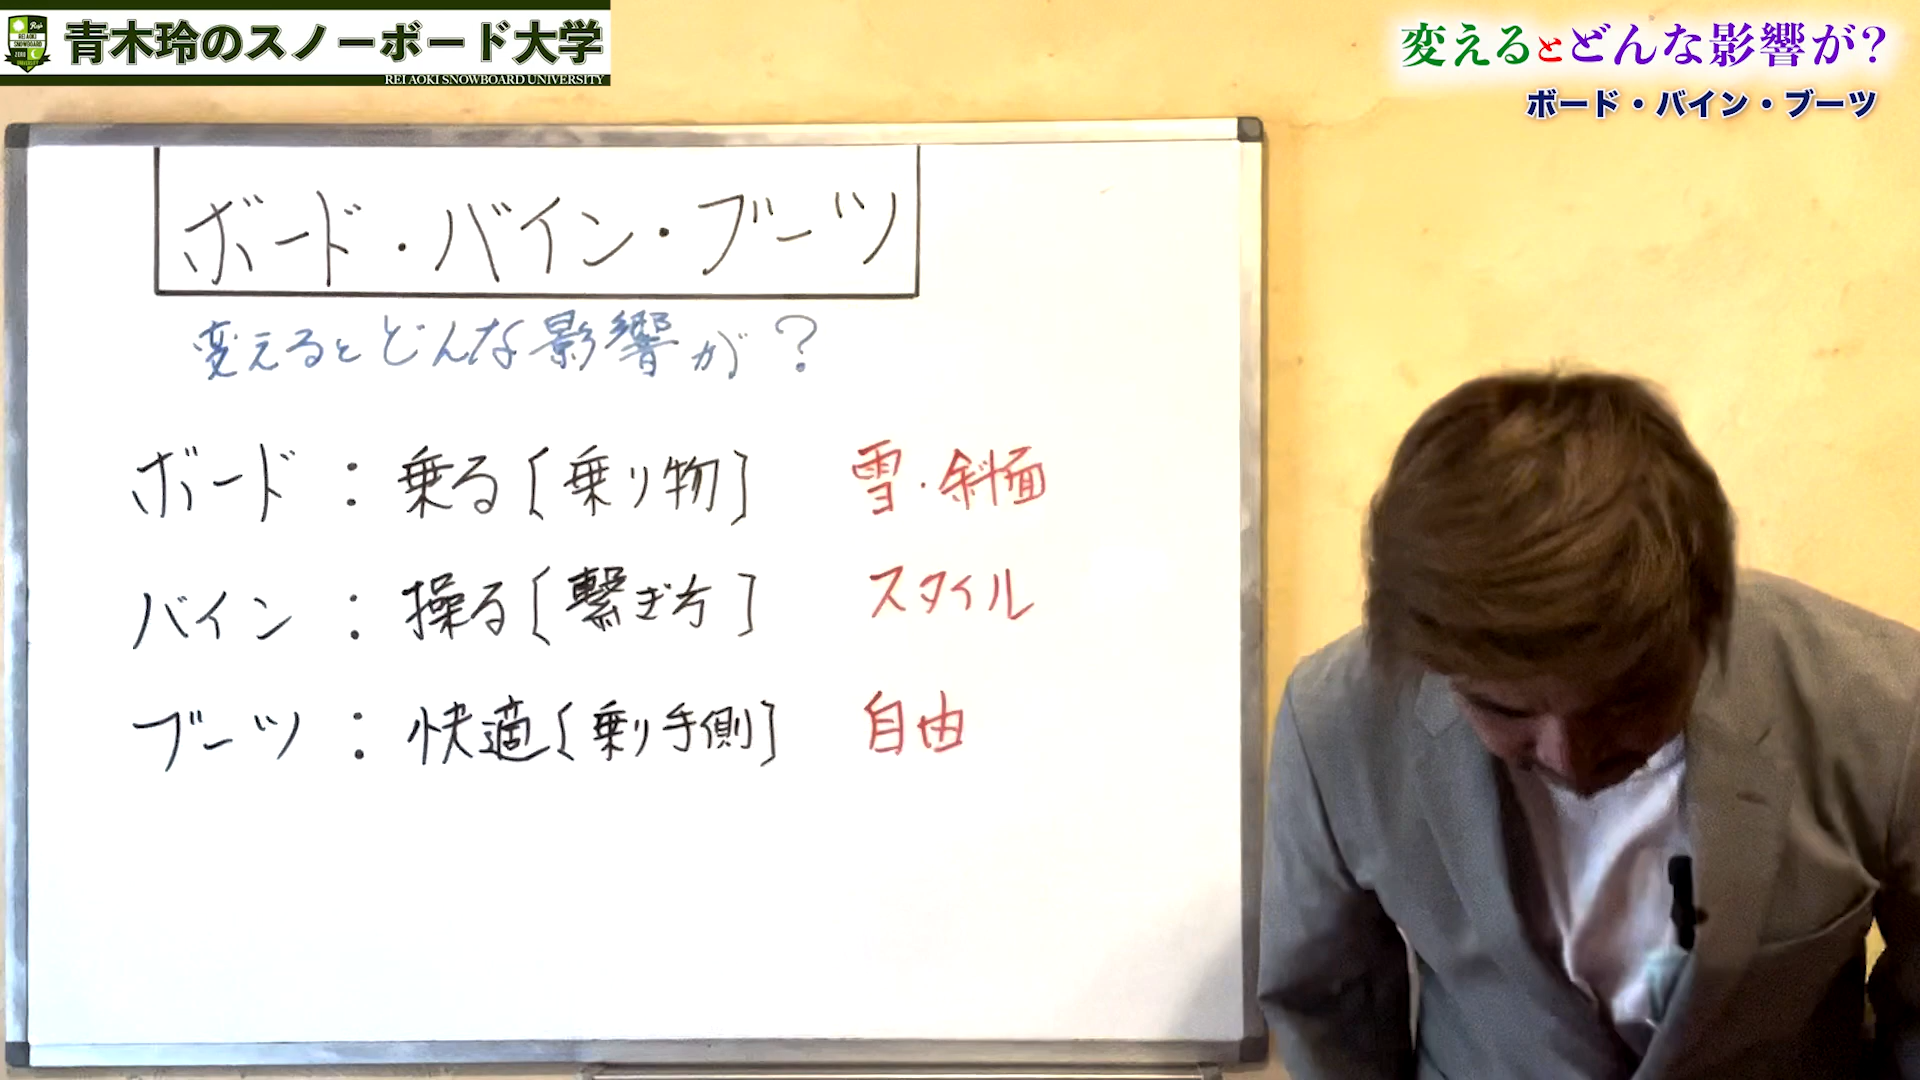 青木玲のスノーボード大学
REI AOKI SNOWBOARD UNIVERSITY
変えるとどんな影響が?
ボード・バイン・ブーツ
ボード・バイン・ブーツ
変えるとどんな影響が?
ボード : 乗る[乗り物] 雪・斜面
バイン : 操る[繋ぎ方] スタイル
ブーツ : 快適[乗り手側] 自由